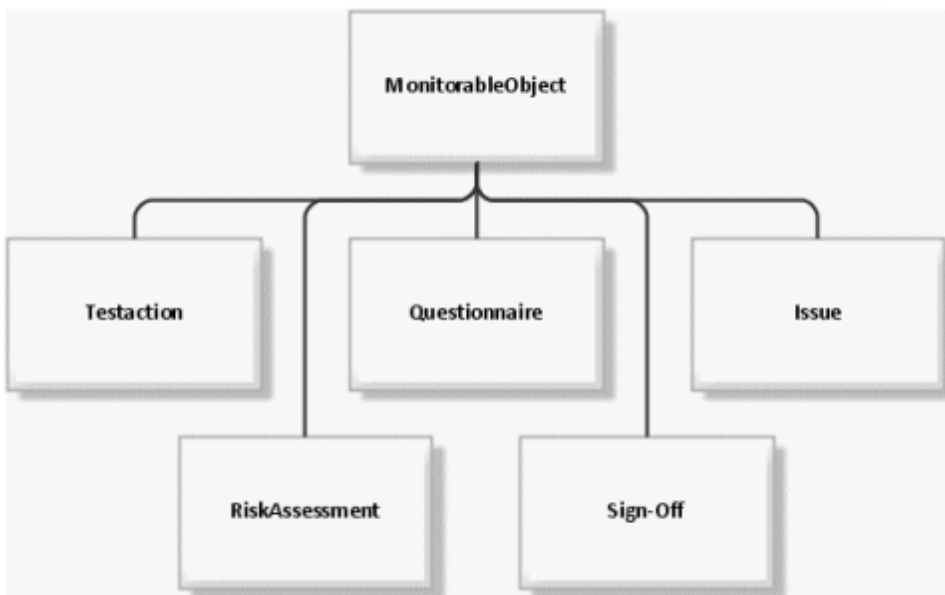 MonitorableObject
Testaction
Questionnaire
Issue
RiskAssessment
Sign-Off